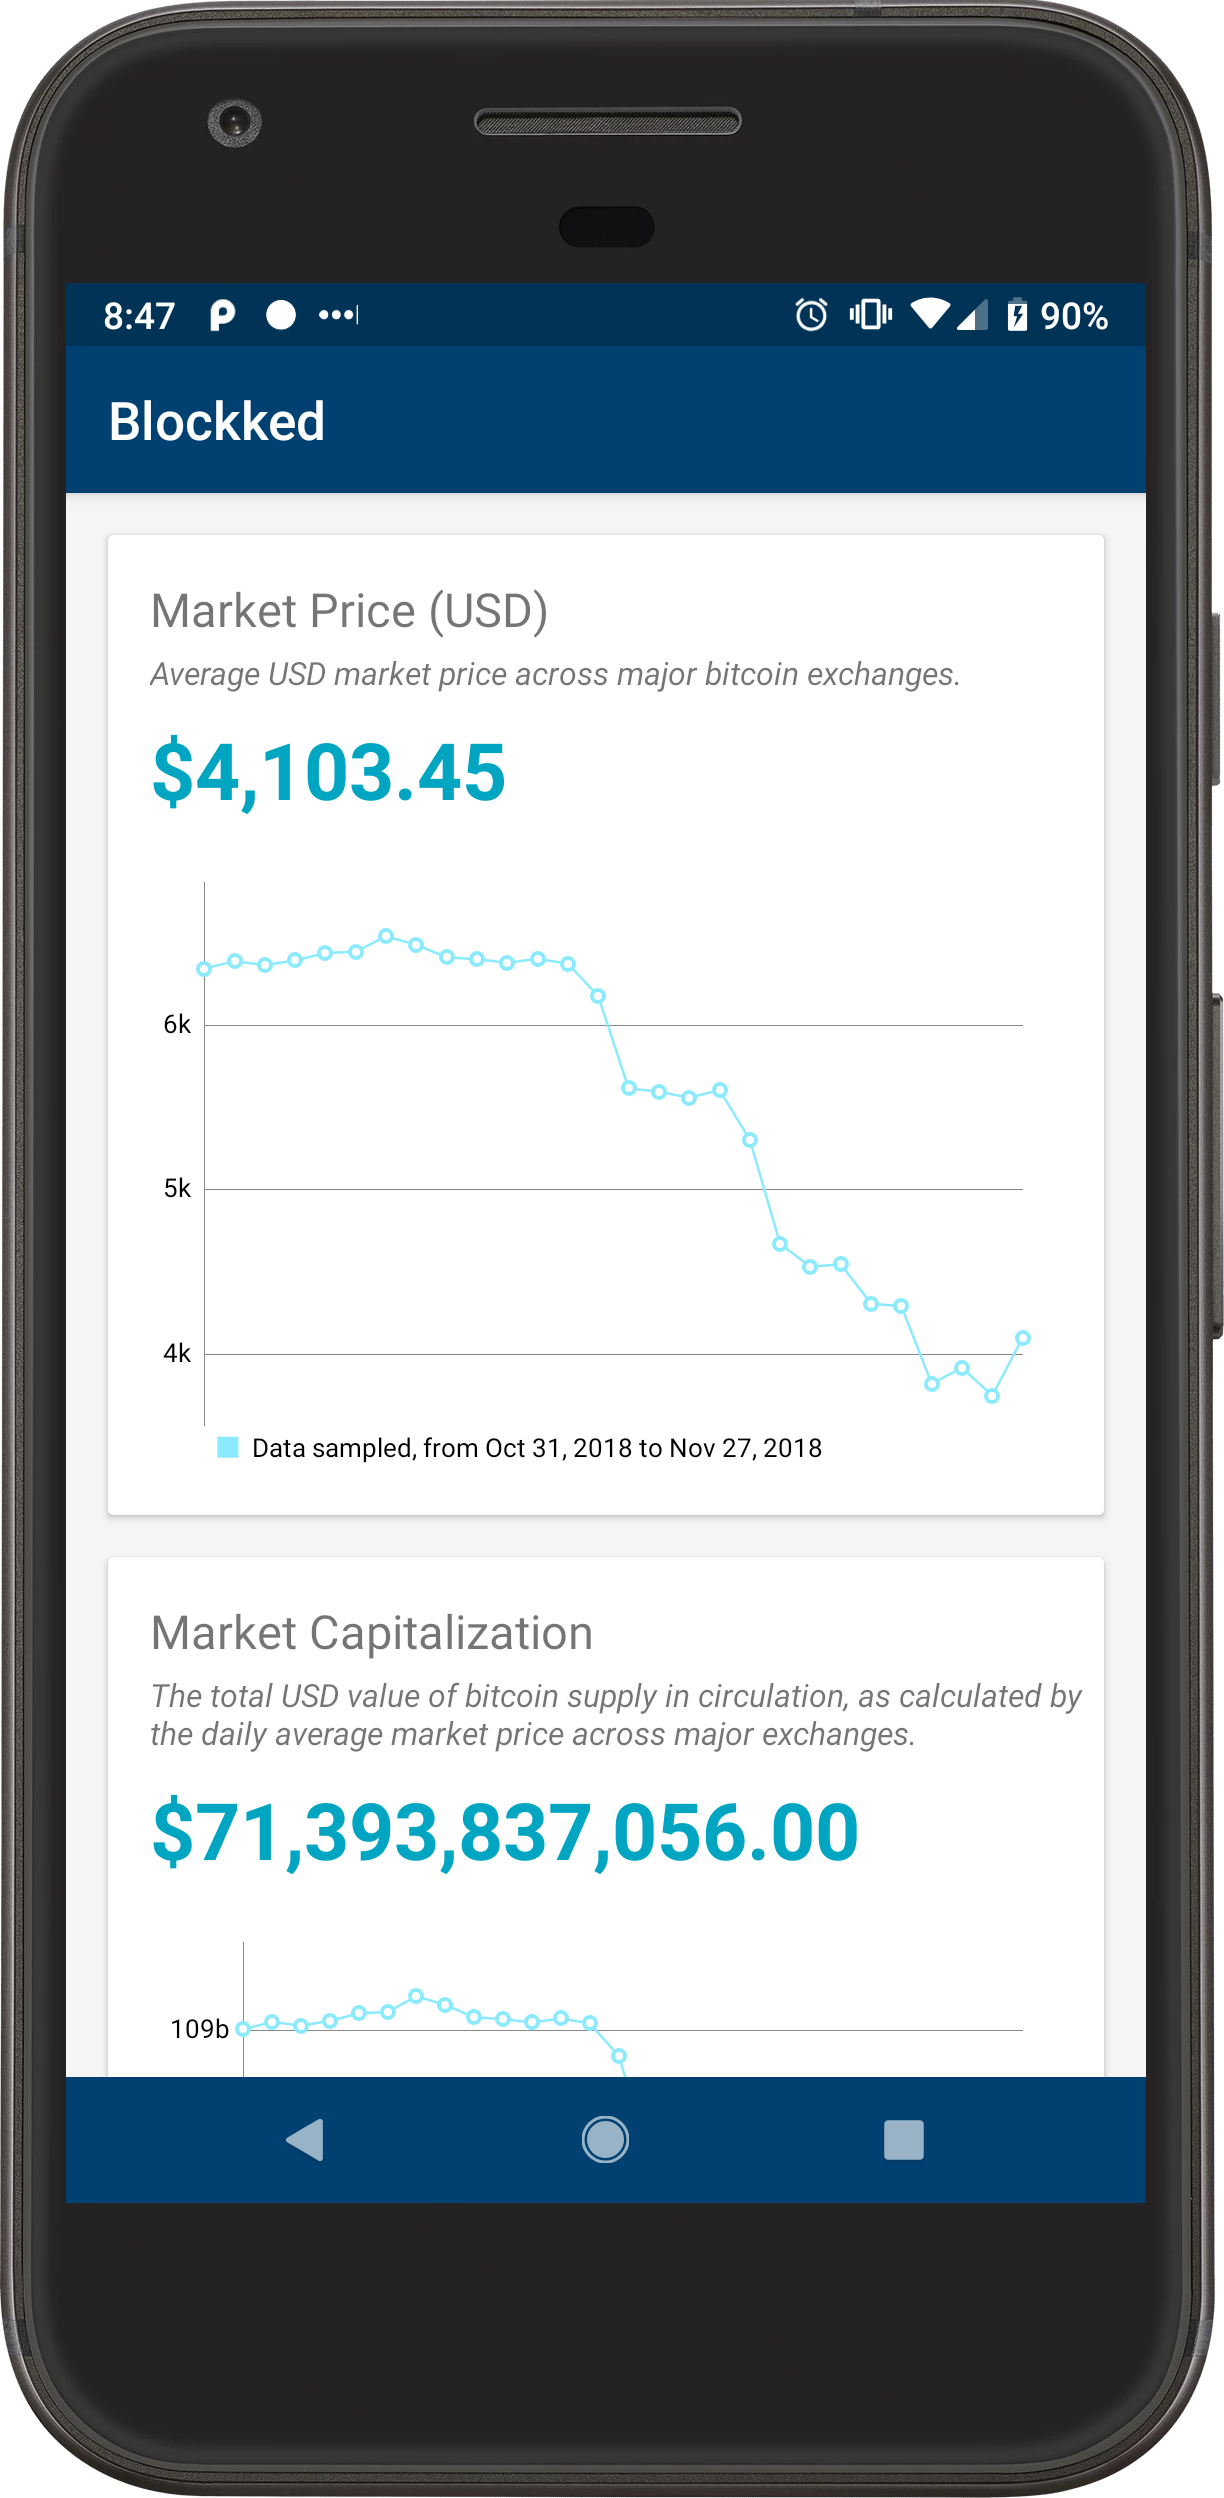 8:47
90%
Blockked
Market Price (USD)
Average USD market price across major bitcoin exchanges.
$4,103.45
6k
5k
4k
Data sampled, from Oct 31, 2018 to Nov 27, 2018
Market Capitalization
The total USD value of bitcoin supply in circulation, as calculated by
the daily average market price across major exchanges.
$71,393,837,056.00
109b